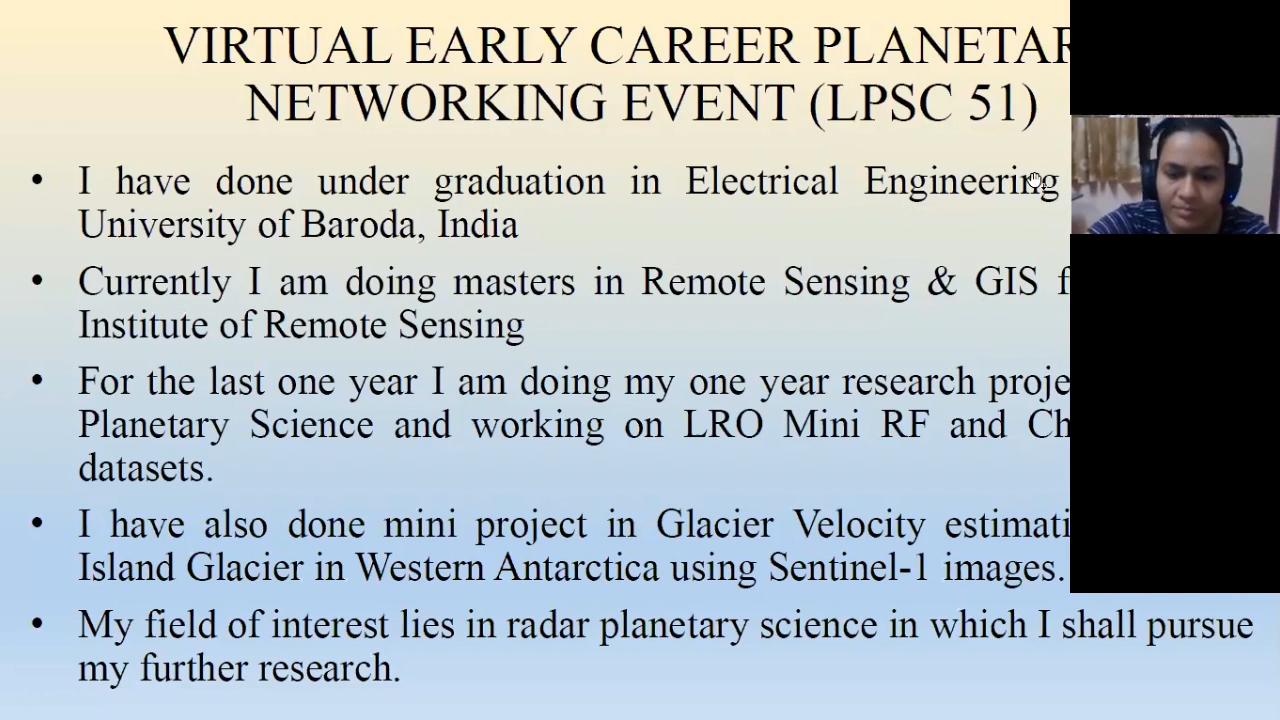 VIRTUAL EARLY CAREER PLANETAR
NETWORKING EVENT (LPSC 51)
• I have done under graduation in Electrical Engineering
University of Baroda, India
• Currently I am doing masters in Remote Sensing & GIS f
Institute of Remote Sensing
• For the last one year I am doing my one year research proje
Planetary Science and working on LRO Mini RF and Ch
datasets.
• I have also done mini project in Glacier Velocity estimati
Island Glacier in Western Antarctica using Sentinel-1 images.
• My field of interest lies in radar planetary science in which I shall pursue
my further research.